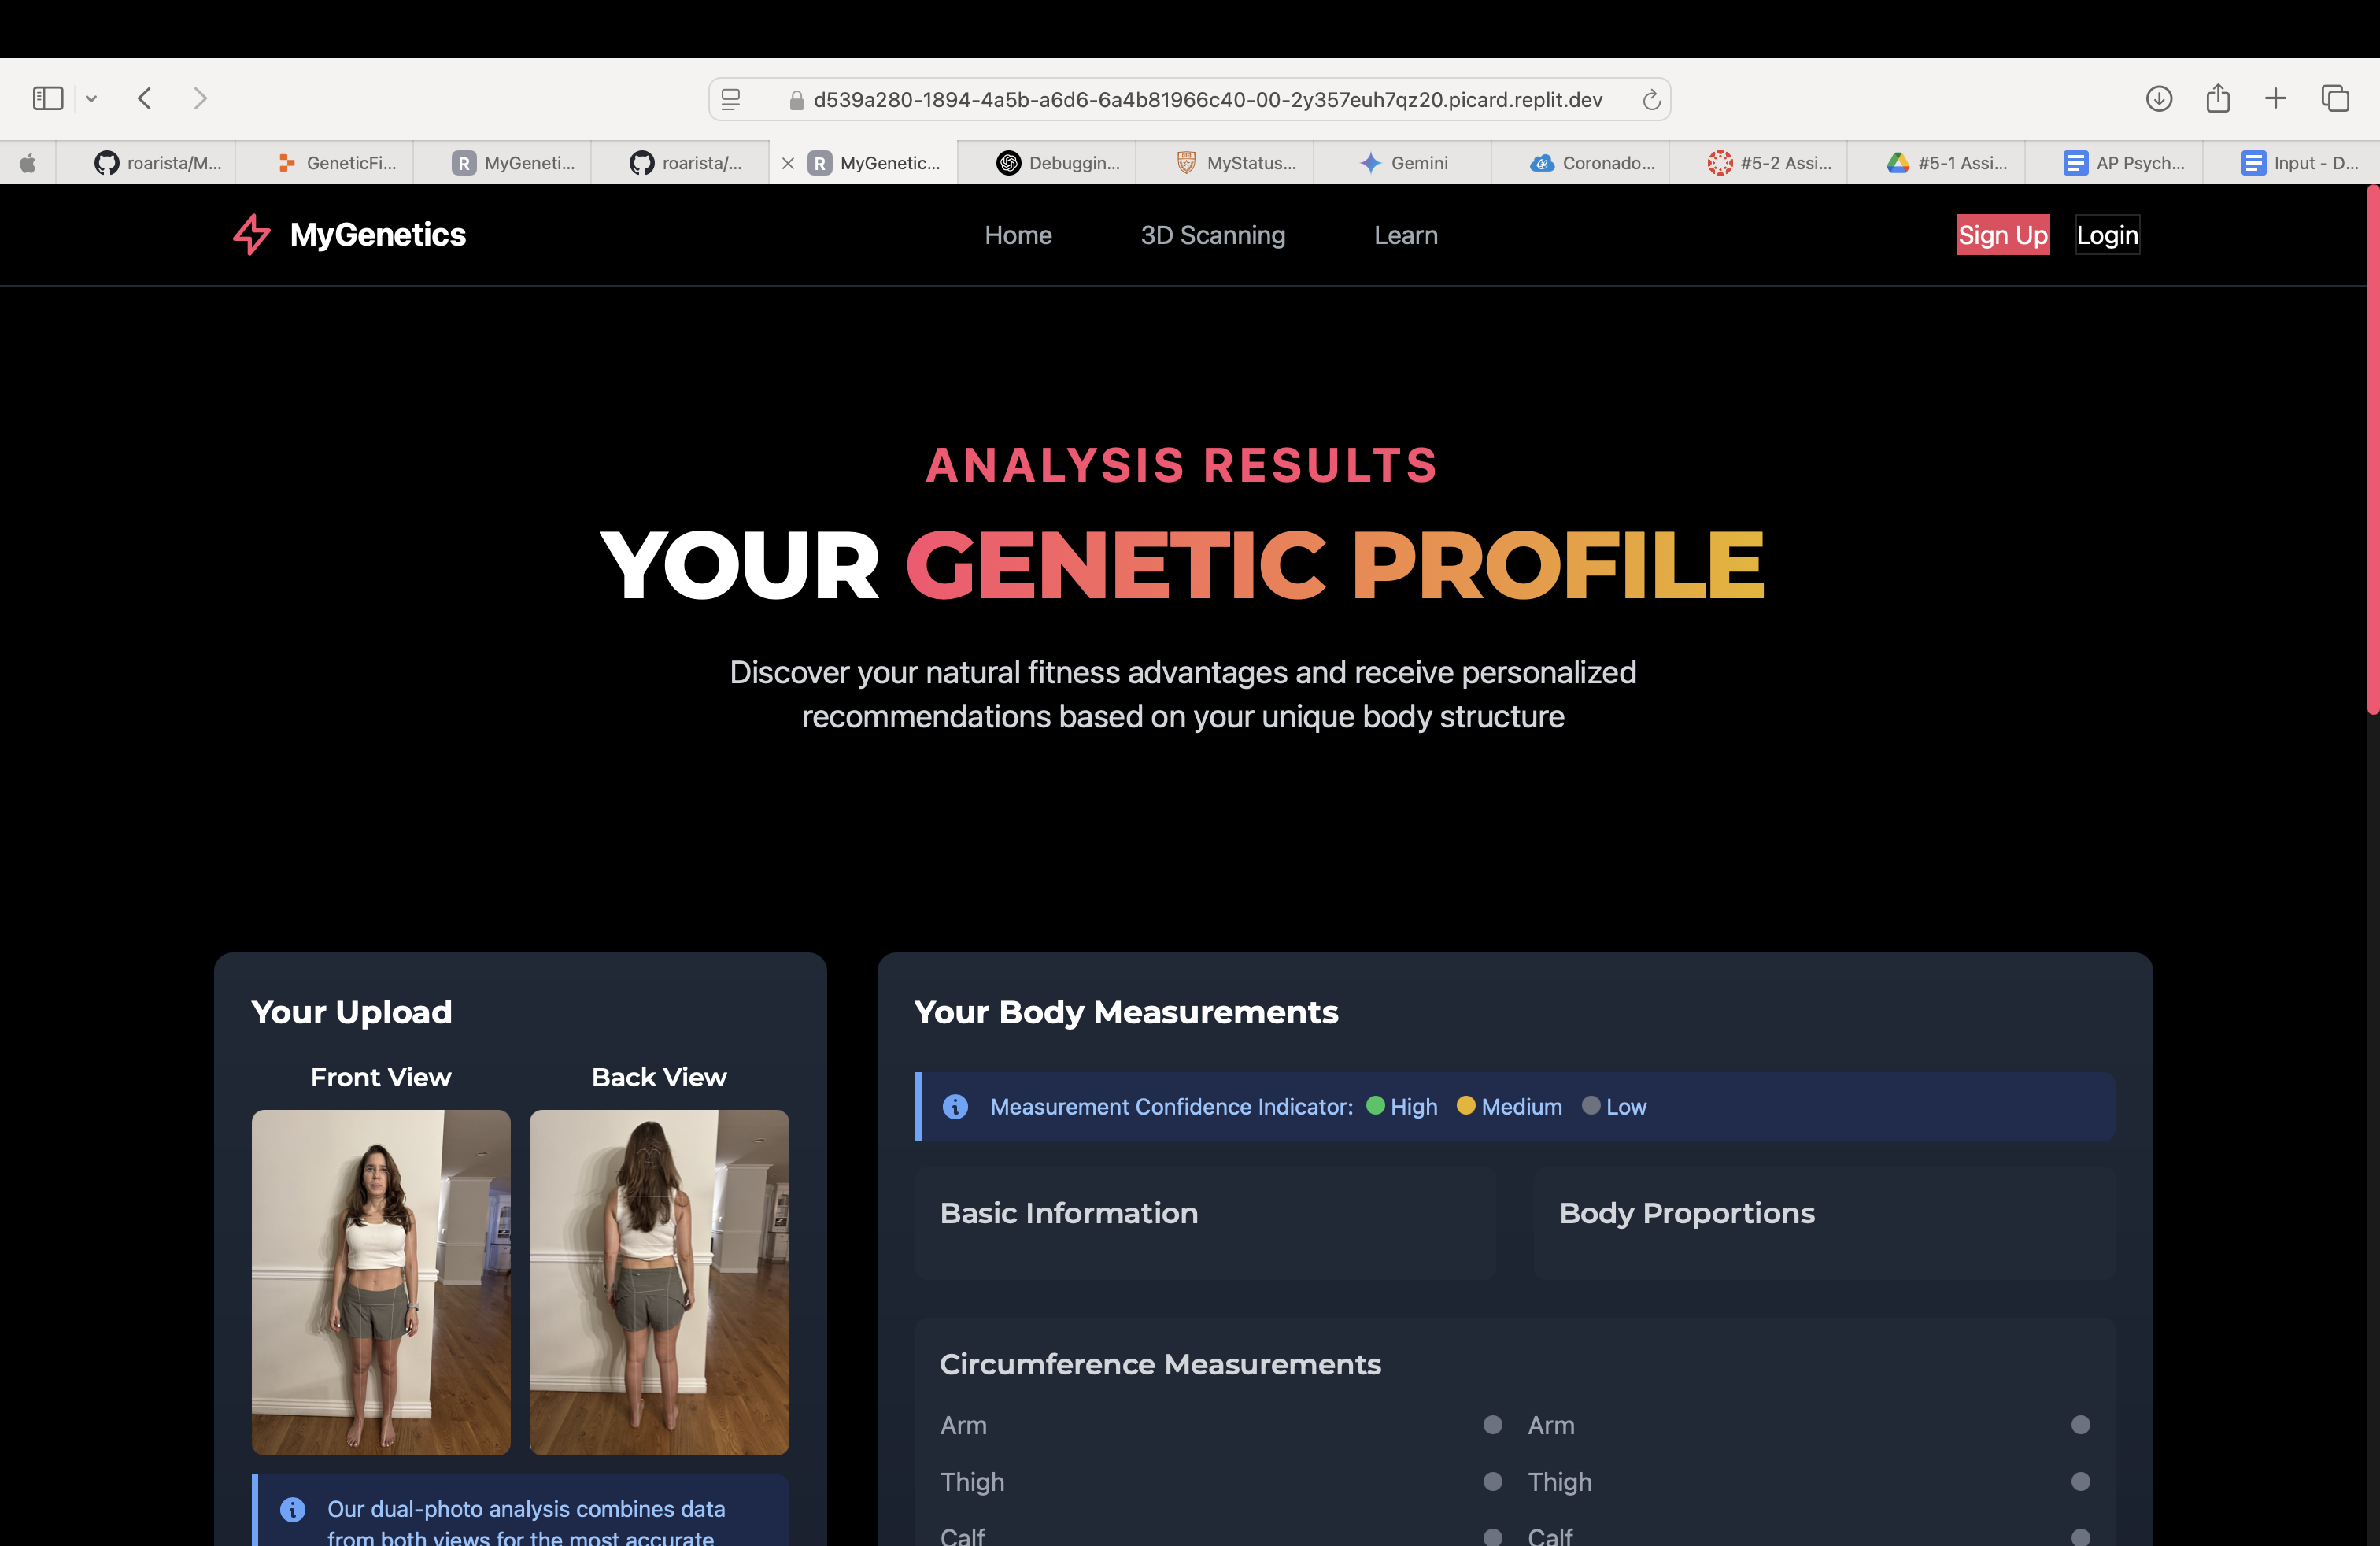 d539a280-1894-4a5b-a6d6-6a4b81966c40-00-2y357euh7qz20.picard.replit.dev
roarista/M...
GeneticFi...
R MyGeneti...
roarista/...
R MyGenetic...
Debuggin...
MyStatus...
Gemini
Coronado...
#5-2 Assi...
#5-1 Assi...
AP Psych...
Input - D...
MyGenetics
Home
3D Scanning
Learn
Sign Up
Login
ANALYSIS RESULTS
YOUR GENETIC PROFILE
Discover your natural fitness advantages and receive personalized
recommendations based on your unique body structure
Your Upload
Front View
Back View
Our dual-photo analysis combines data
from both views for the most accurate
Your Body Measurements
Measurement Confidence Indicator: High Medium Low
Basic Information
Body Proportions
Circumference Measurements
Arm
Arm
Thigh
Thigh
Calf
Calf